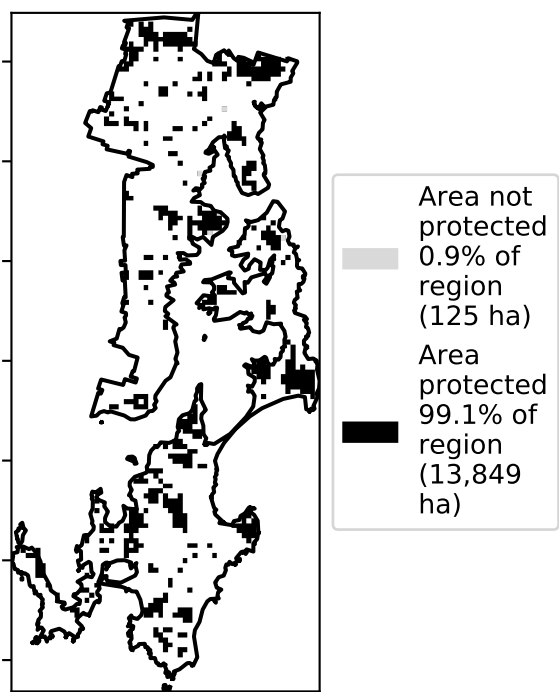 Area not
protected
0.9% of
region
(125 ha)
Area
protected
99.1% of
region
(13,849
ha)